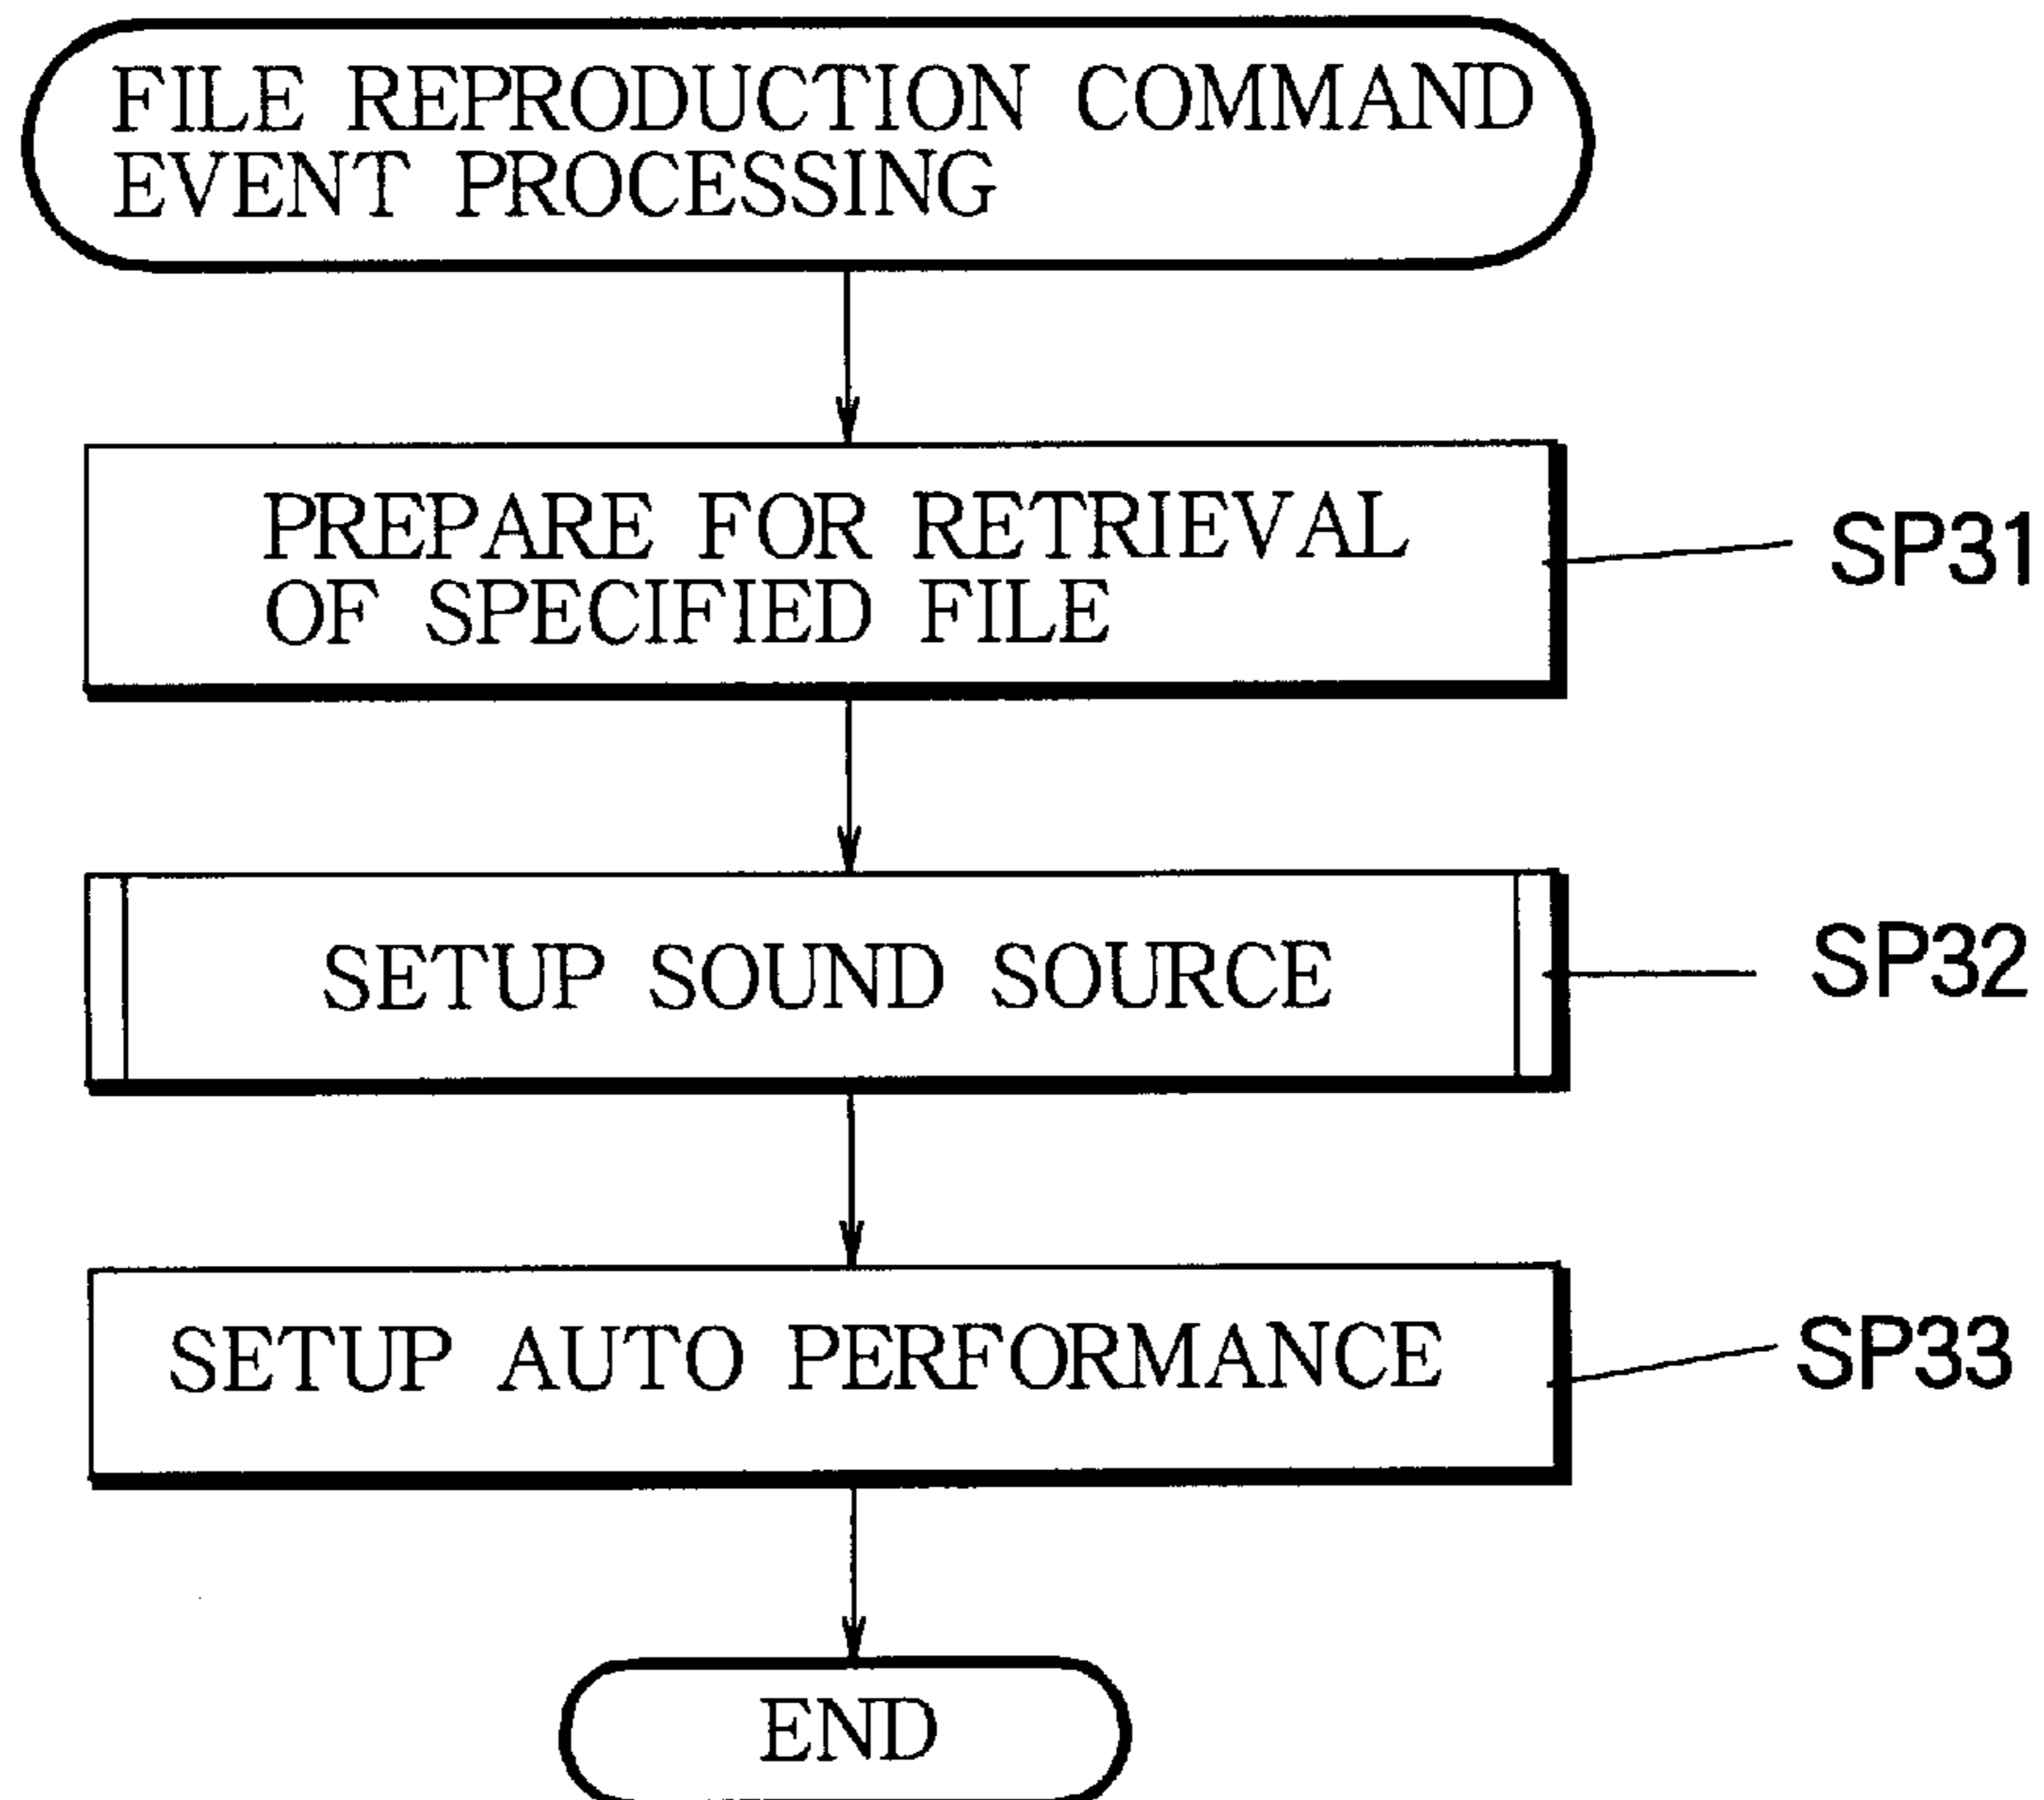 FILE REPRODUCTION COMMAND
EVENT PROCESSING
PREPARE FOR RETRIEVAL
OF SPECIFIED FILE
SP31
SETUP SOUND SOURCE
SP32
SETUP AUTO PERFORMANCE
SP33
END